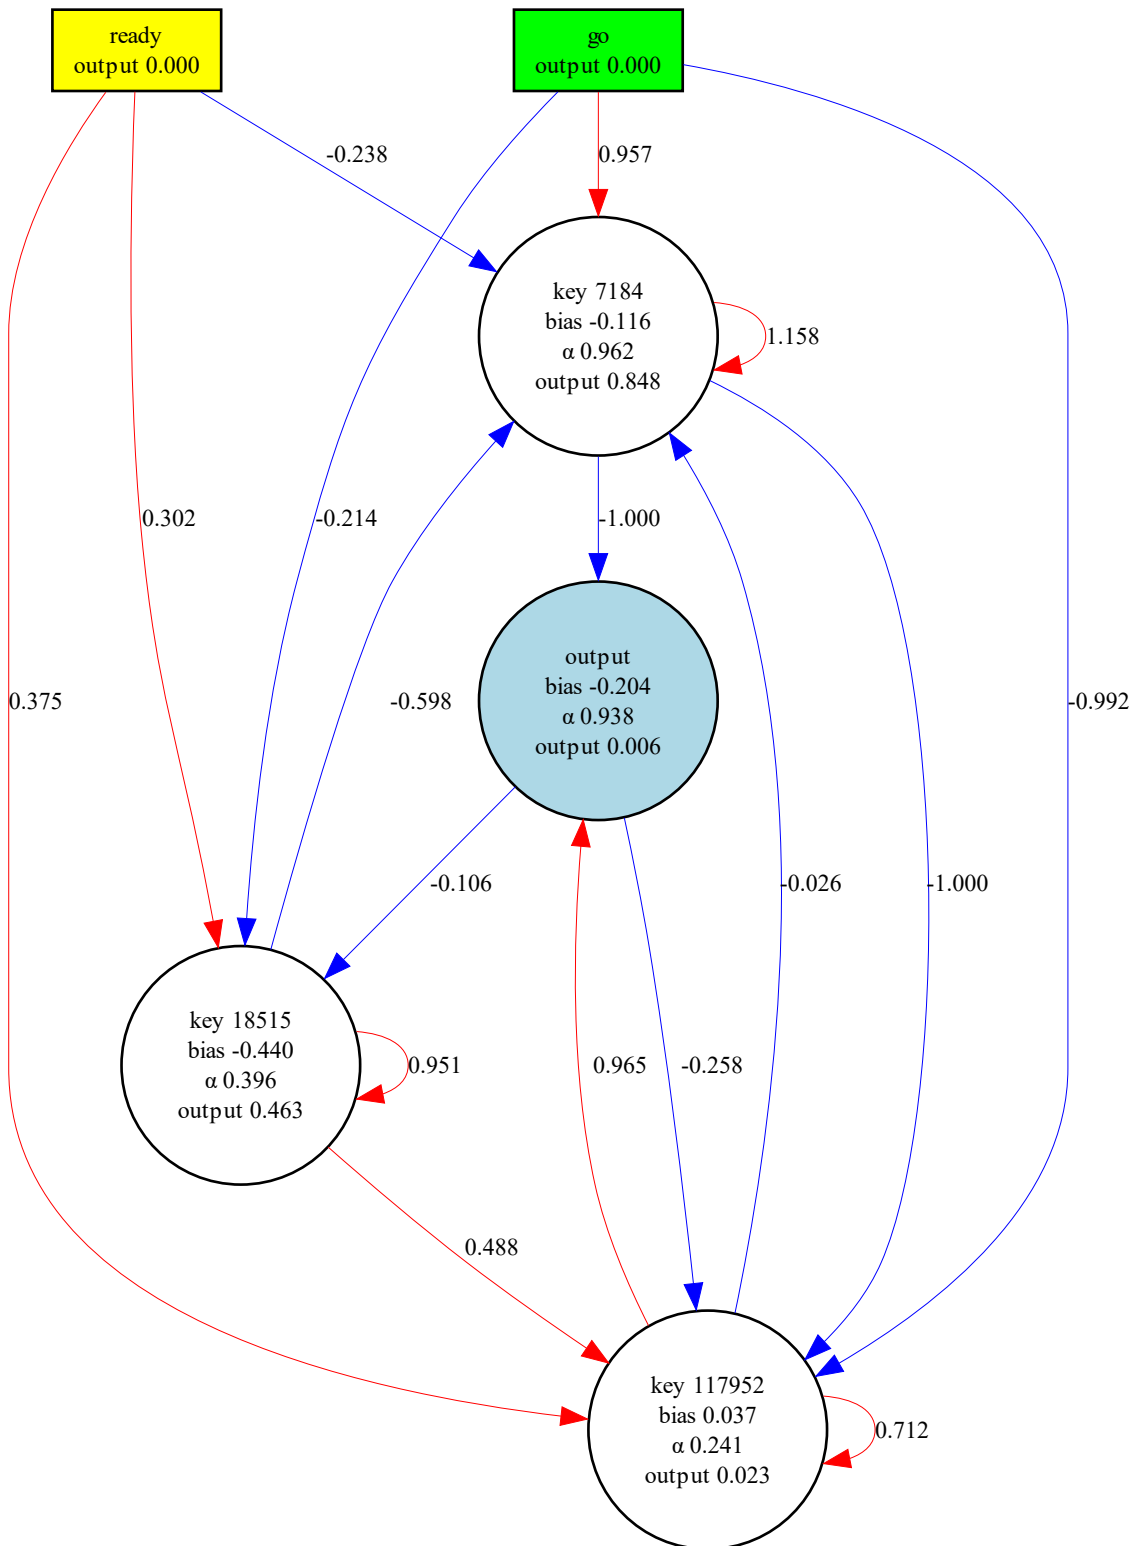 ready
output 0.000
go
output 0.000
-0.238
0.957
key 7184
bias -0.116
α 0.962
output 0.848
1.158
0.302
-0.214
-1.000
output
bias -0.204
α 0.938
output 0.006
0.375
-0.598
-0.992
-0.106
-0.026
-1.000
key 18515
bias -0.440
α 0.396
output 0.463
0.951
0.965
-0.258
0.488
key 117952
bias 0.037
α 0.241
output 0.023
0.712